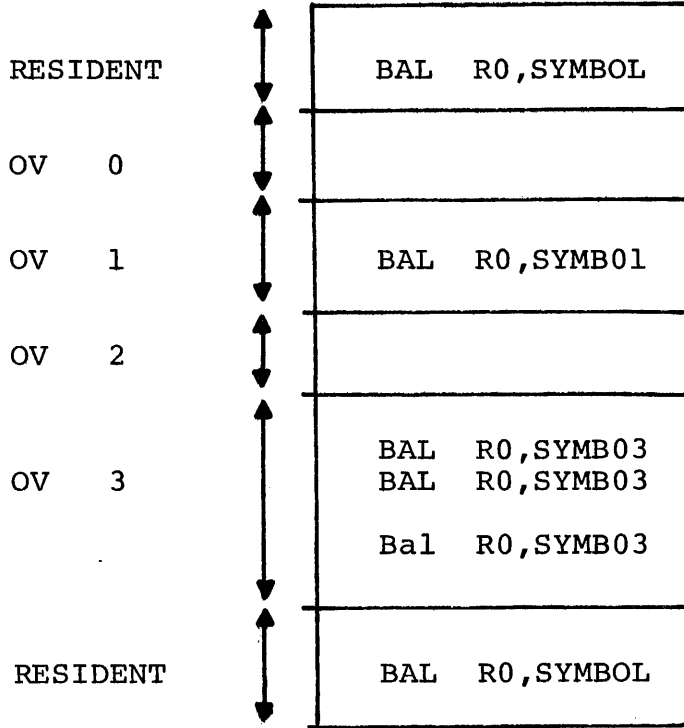 RESIDENT BAL R0,SYMBOL
OV 0
OV 1 BAL R0,SYMB01
OV 2
BAL R0,SYMB03
OV 3 BAL R0,SYMB03
Bal R0,SYMB03
RESIDENT BAL R0,SYMBOL